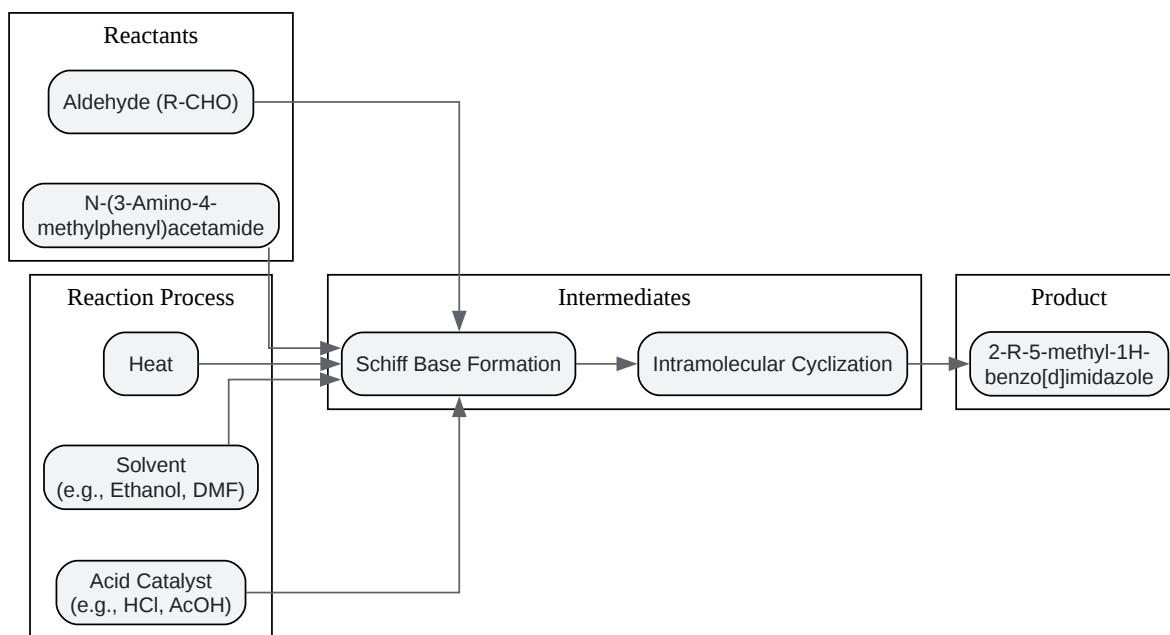 Reactants
Aldehyde (R-CHO)
N-(3-Amino-4-
methylphenyl)acetamide
Reaction Process
Heat
Solvent
(e.g., Ethanol, DMF)
Acid Catalyst
(e.g., HCl, AcOH)
Intermediates
Schiff Base Formation
Intramolecular Cyclization
Product
2-R-5-methyl-1H-
benzo[d]imidazole